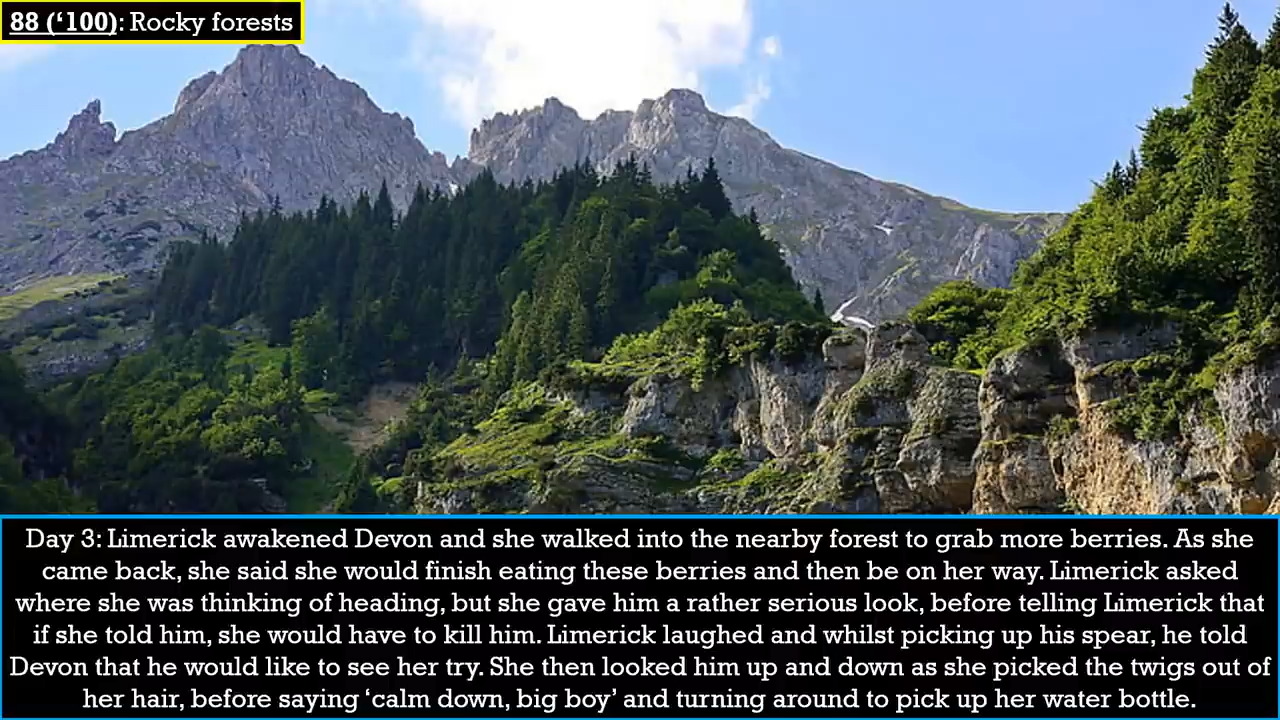 88 (‘100): Rocky forests
Day 3: Limerick awakened Devon and she walked into the nearby forest to grab more berries. As she
came back, she said she would finish eating these berries and then be on her way. Limerick asked
where she was thinking of heading, but she gave him a rather serious look, before telling Limerick that
if she told him, she would have to kill him. Limerick laughed and whilst picking up his spear, he told
Devon that he would like to see her try. She then looked him up and down as she picked the twigs out of
her hair, before saying ‘calm down, big boy’ and turning around to pick up her water bottle.